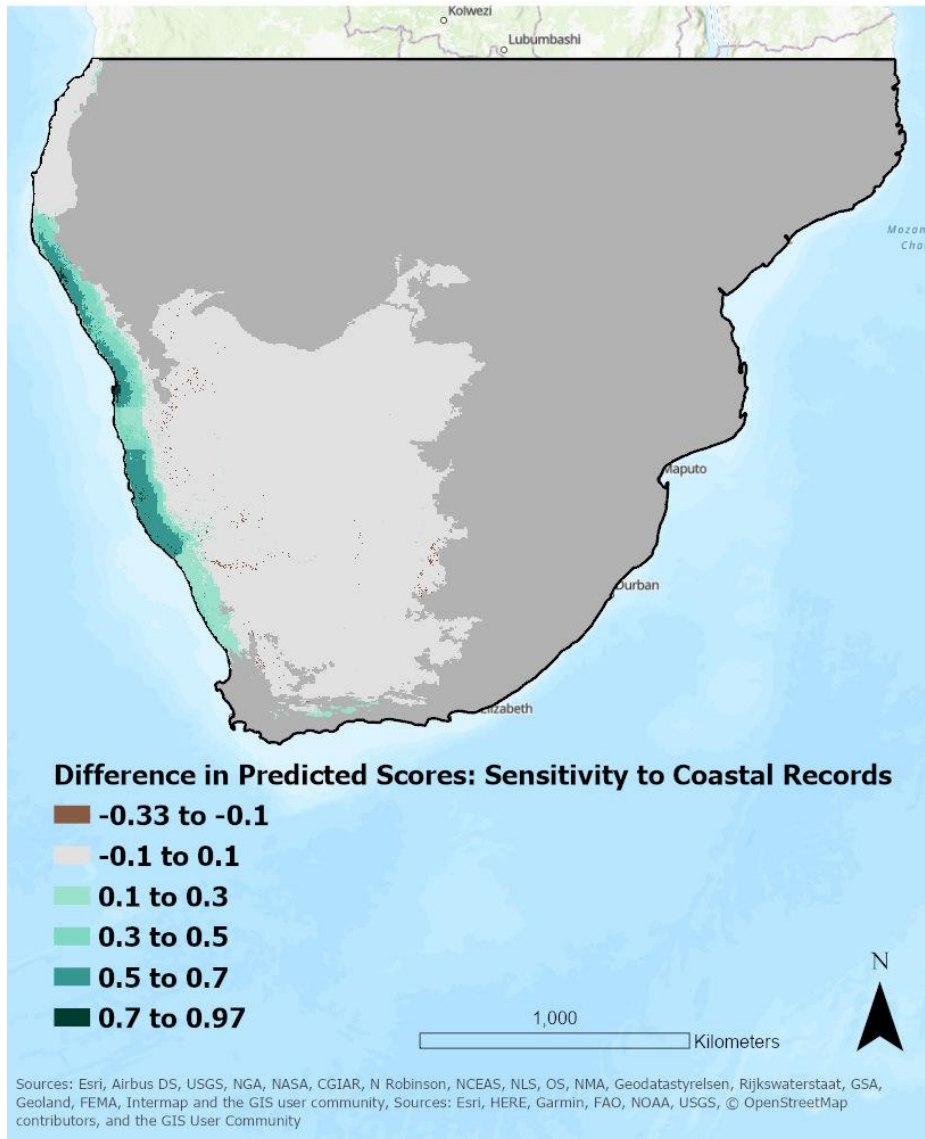 Kolwezi
Lubumbashi
Mozam
Cha
Maputo
Durban
Elizabeth
Difference in Predicted Scores: Sensitivity to Coastal Records
-0.33 to -0.1
-0.1 to 0.1
0.1 to 0.3
0.3 to 0.5
0.5 to 0.7
0.7 to 0.97
N
1,000
Kilometers
Sources: Esri, Airbus DS, USGS, NGA, NASA, CGIAR, N Robinson, NCEAS, NLS, OS, NMA, Geodatastyrelsen, Rijkswaterstaat, GSA,
Geoland, FEMA, Intermap and the GIS user community, Sources: Esri, HERE, Garmin, FAO, NOAA, USGS, © OpenStreetMap
contributors, and the GIS User Community